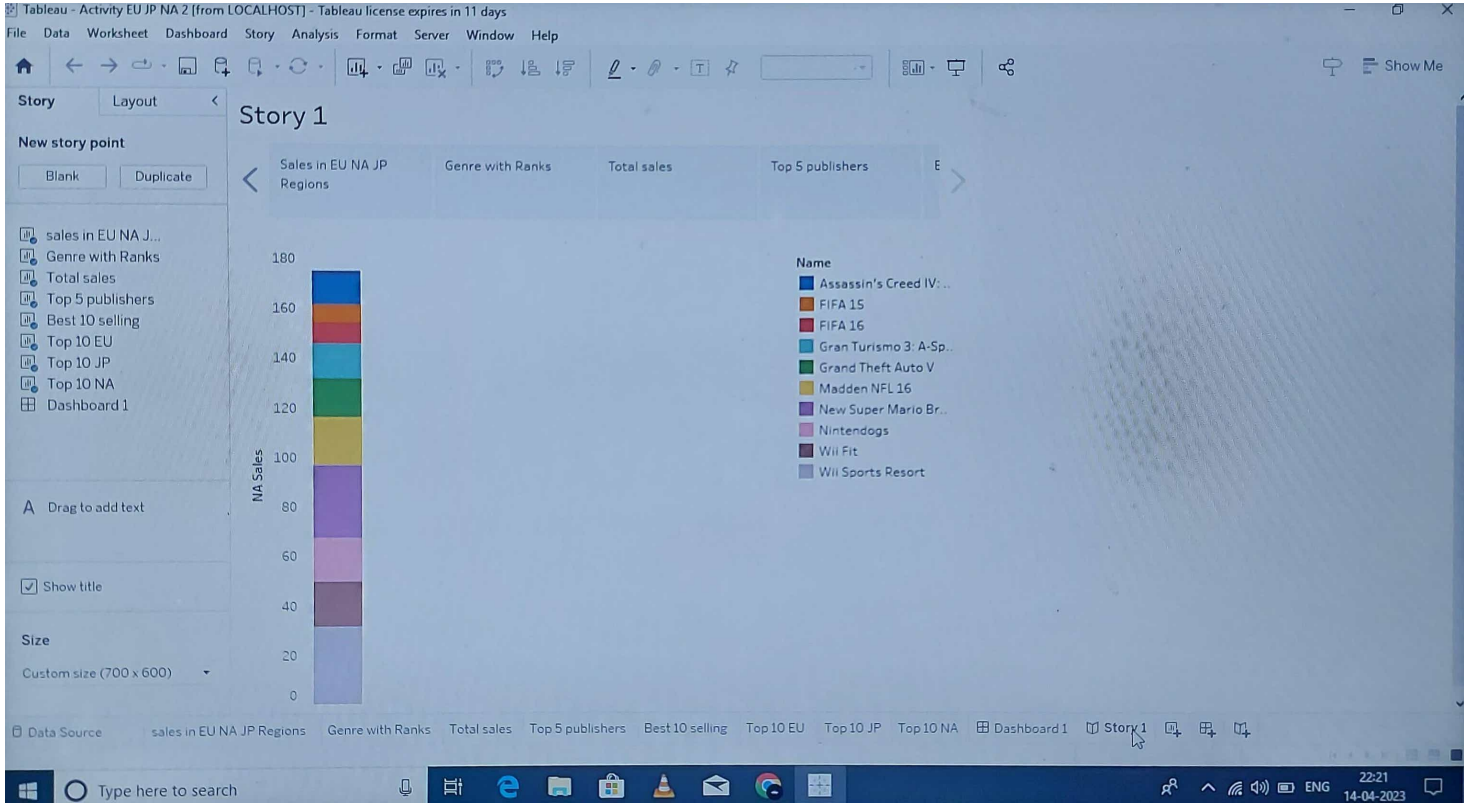 Tableau - Activity EU JP NA 2 [from LOCALHOST] - Tableau license expires in 11 days
File Data Worksheet Dashboard Story Analysis Format Server Window Help
Show Me
Story Layout
New story point
Blank Duplicate
sales in EU NA J...
Genre with Ranks
Total sales
Top 5 publishers
Best 10 selling
Top 10 EU
Top 10 JP
Top 10 NA
Dashboard 1
A Drag to add text
Show title
Size
Custom size (700 x 600)
Story 1
Sales in EU NA JP
Regions
Genre with Ranks
Total sales
Top 5 publishers
E
180
160
140
120
100
80
60
40
20
0
NA Sales
Name
Assassin's Creed IV: ..
FIFA 15
FIFA 16
Gran Turismo 3: A-Sp..
Grand Theft Auto V
Madden NFL 16
New Super Mario Br..
Nintendogs
Wii Fit
Wii Sports Resort
Data Source sales in EU NA JP Regions Genre with Ranks Total sales Top 5 publishers Best 10 selling Top 10 EU Top 10 JP Top 10 NA Dashboard 1 Story 1
Type here to search
ENG
22:21
14-04-2023